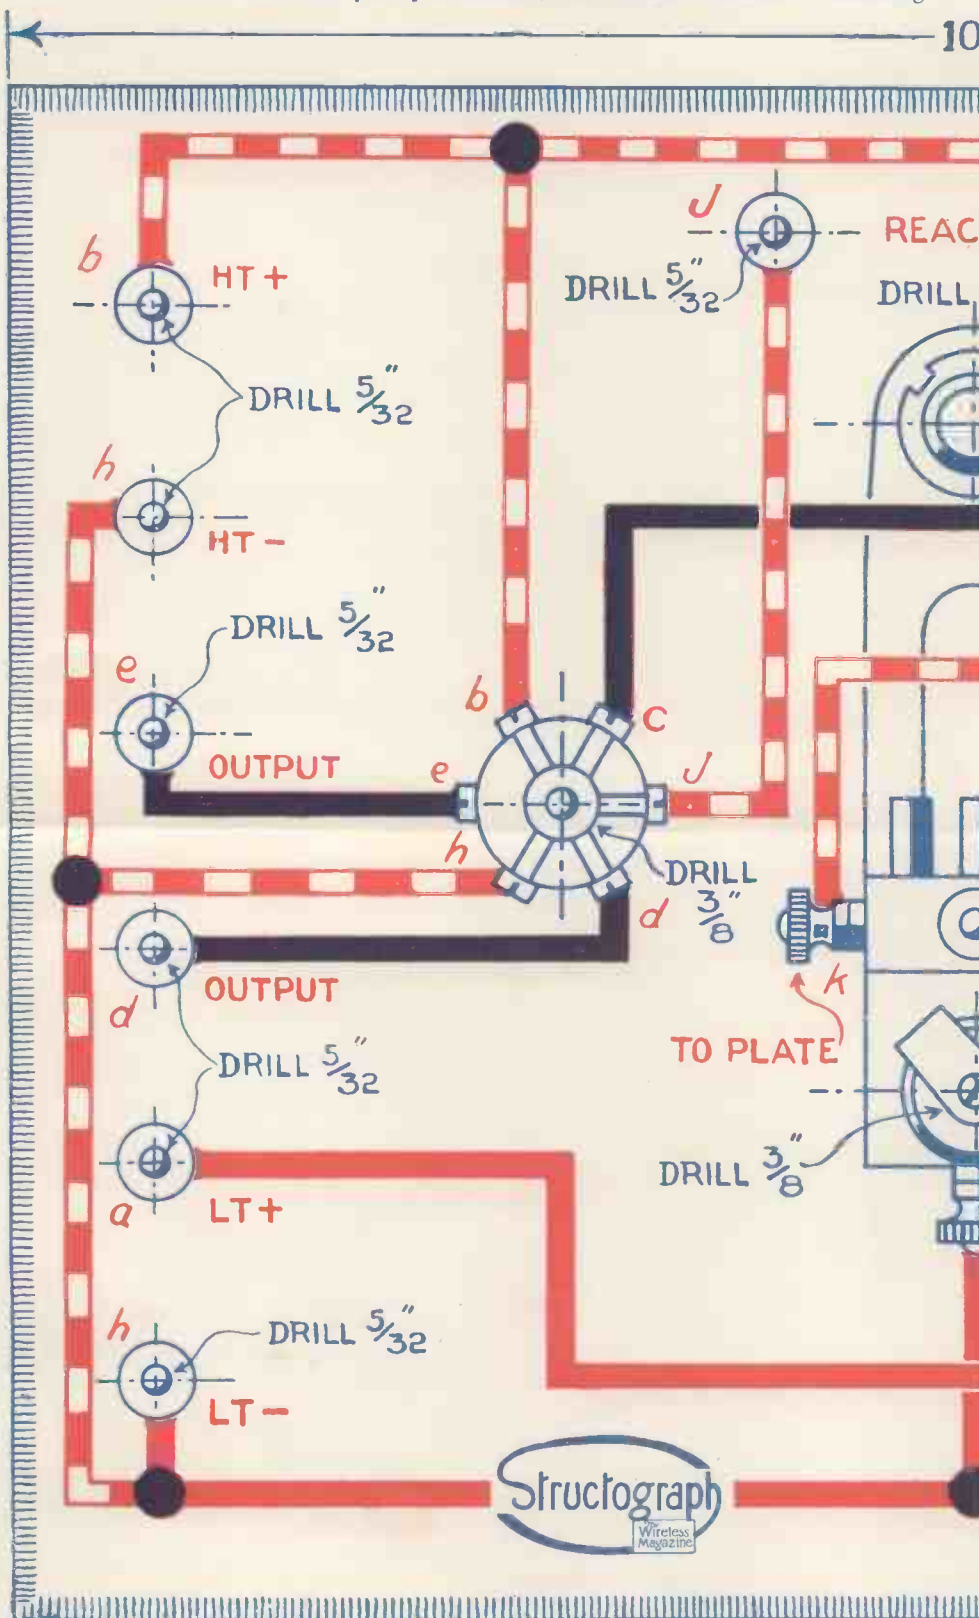 10
J
REAC
b
HT +
DRILL 5/32"
DRILL
DRILL 5/32"
h
HT -
DRILL 5/32"
e
b
c
OUTPUT
e
J
h
DRILL
3/8"
d
OUTPUT
k
d
TO PLATE
DRILL 5/32"
DRILL 3/8"
a
LT +
h
DRILL 5/32"
LT -
Structograph
The
Wireless
Magazine